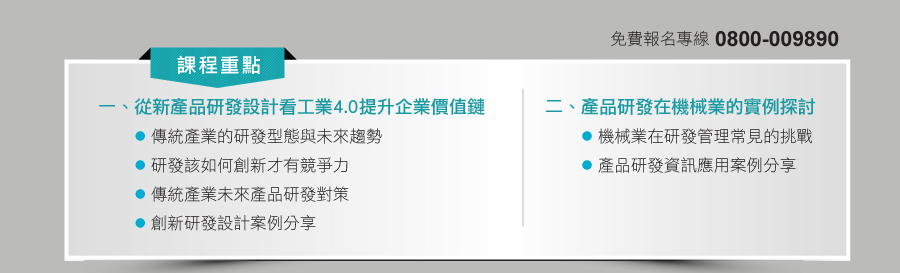 免費報名專線 0800-009890
課程重點
一、從新產品研發設計看工業4.0提升企業價值鏈
● 傳統產業的研發型態與未來趨勢
● 研發該如何創新才有競爭力
● 傳統產業未來產品研發對策
● 創新研發設計案例分享
二、產品研發在機械業的實例探討
● 機械業在研發管理常見的挑戰
● 產品研發資訊應用案例分享